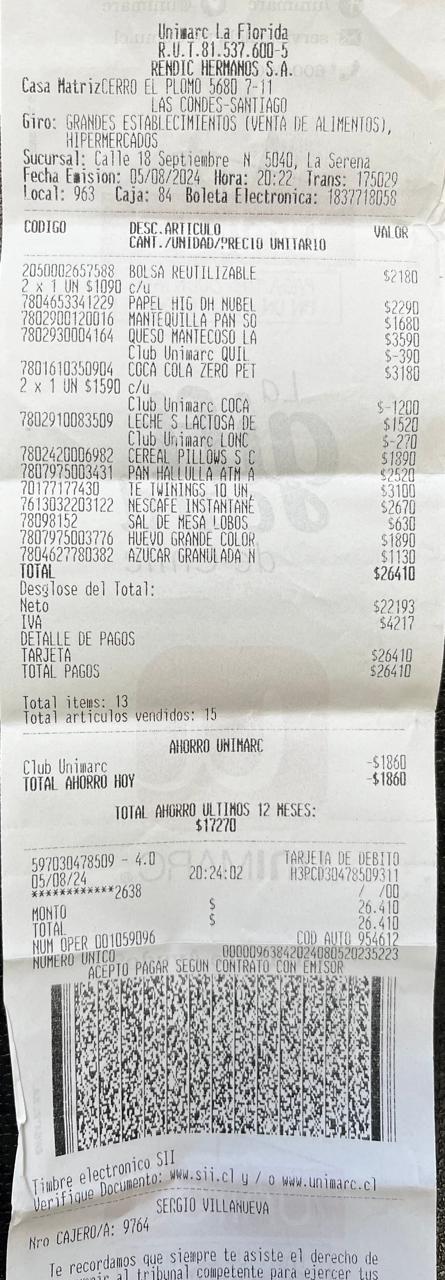 Unimarc La Florida
R.U.T.81.537.600-5
RENDIC HERMANOS S.A.
Casa MatrizCERRO EL PLOMO 5680 7-11
LAS CONDES-SANTIAGO
Giro: GRANDES ESTABLECIMIENTOS (VENTA DE ALIMENTOS),
HIPERMERCADOS
Sucursal: Calle 18 Septiembre N 5040, La Serena
Fecha Emision: 05/08/2024 Hora: 20:22 Trans: 175029
Local: 963 Caja: 84 Boleta Electronica: 1837718058
CODIGO DESC.ARTICULO VALOR
CANT./UNIDAD/PRECIO UNITARIO
2050002657588 BOLSA REUTILIZABLE $2180
2 x 1 UN $1090 c/u
7804653341229 PAPEL HIG DH NUBEL $2290
7802900120016 MANTEQUILLA PAN SO $1680
7802930004164 QUESO MANTECOSO LA $3590
Club Unimarc QUIL $-390
7801610350904 COCA COLA ZERO PET $3180
2 x 1 UN $1590 c/u
Club Unimarc COCA $-1200
7802910083509 LECHE S LACTOSA DE $1520
Club Unimarc LONC $-270
7802420006982 CEREAL PILLOWS S C $1890
7807975003431 PAN HALLULLA ATM A $2520
70177177430 TE TWININGS 10 UN, $3100
7613032203122 NESCAFE INSTANTANE $2670
78098152 SAL DE MESA LOBOS $630
7807975003776 HUEVO GRANDE COLOR $1890
7804627780382 AZUCAR GRANULADA N $1130
TOTAL $26410
Desglose del Total:
Neto $22193
IVA $4217
DETALLE DE PAGOS
TARJETA $26410
TOTAL PAGOS $26410
Total items: 13
Total articulos vendidos: 15
AHORRO UNIMARC
Club Unimarc -$1860
TOTAL AHORRO HOY -$1860
TOTAL AHORRO ULTIMOS 12 MESES:
$17270
597030478509 - 4.0 TARJETA DE DEBITO
05/08/24 20:24:02 H3PCD30478509311
************2638 / /00
MONTO $ 26.410
TOTAL $ 26.410
NUM OPER 001059096 COD AUTO 954612
NUMERO UNICO 00000963842024080520235223
ACEPTO PAGAR SEGUN CONTRATO CON EMISOR
Timbre electronico SII
Verifique Documento: www.sii.cl y / o www.unimarc.cl
SERGIO VILLANUEVA
Nro CAJERO/A: 9764
Te recordamos que siempre te asiste el derecho de
al tribunal competente para ejercer tus